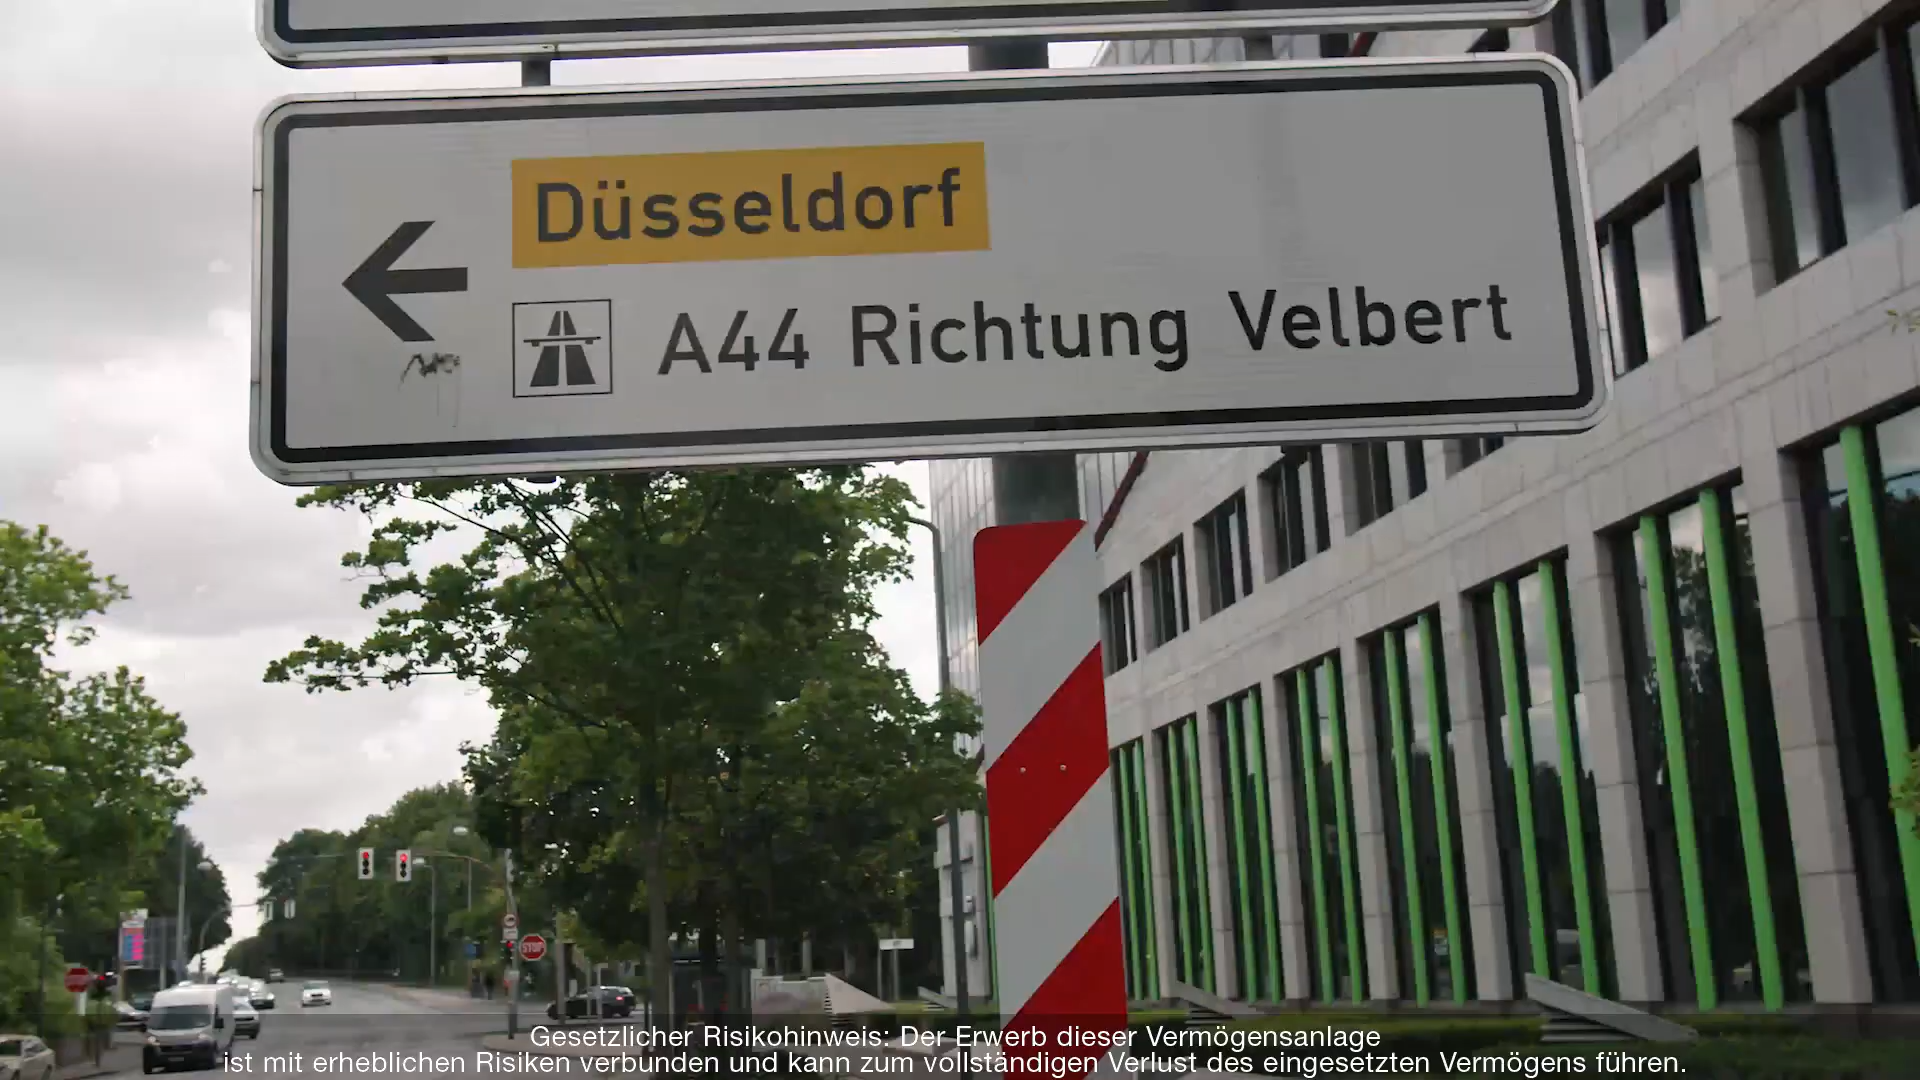 Düsseldorf
A44 Richtung Velbert
STOP
Gesetzlicher Risikohinweis: Der Erwerb dieser Vermögensanlage
ist mit erheblichen Risiken verbunden und kann zum vollständigen Verlust des eingesetzten Vermögens führen.